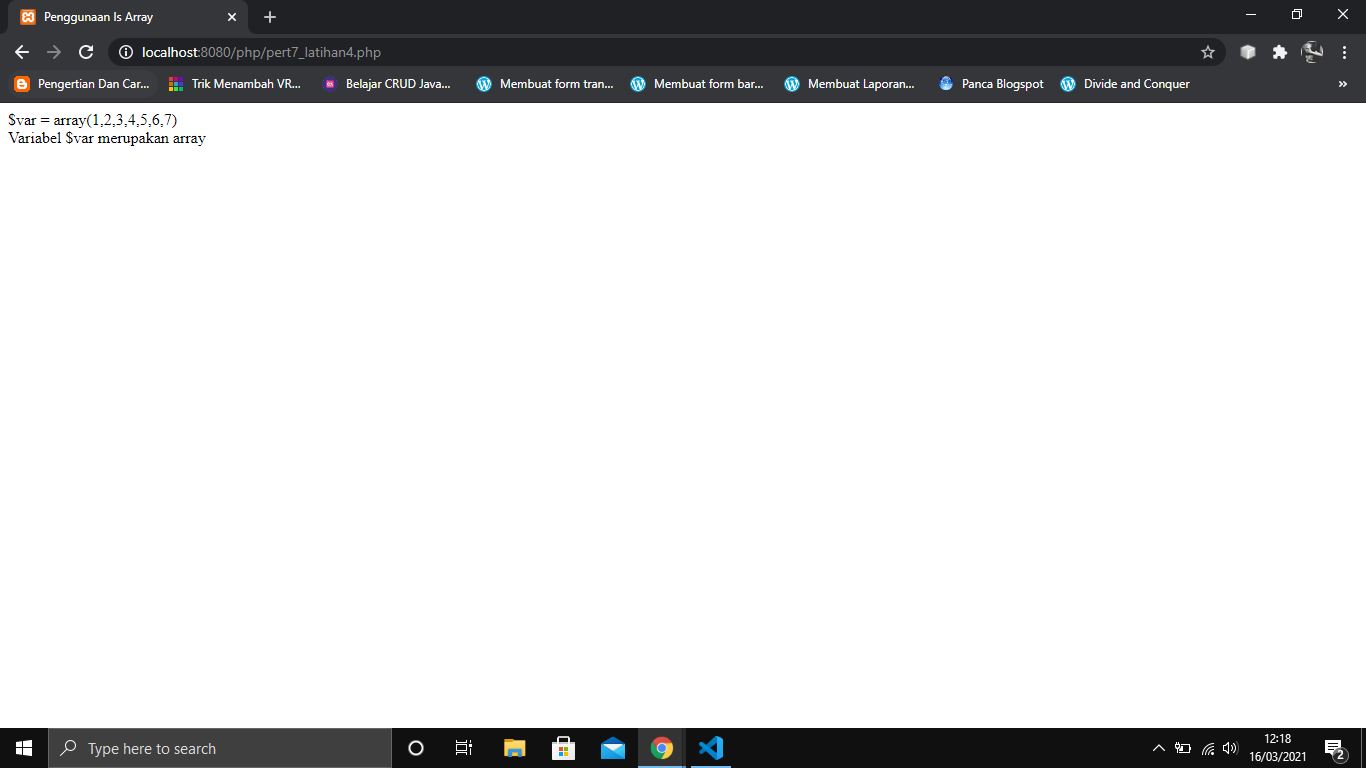 Penggunaan Is Array
localhost:8080/php/pert7_latihan4.php
Pengertian Dan Car... Trik Menambah VR... Belajar CRUD Java... Membuat form tran... Membuat form bar... Membuat Laporan... Panca Blogspot Divide and Conquer »
$var = array(1,2,3,4,5,6,7)
Variabel $var merupakan array
Type here to search
12:18
16/03/2021
2